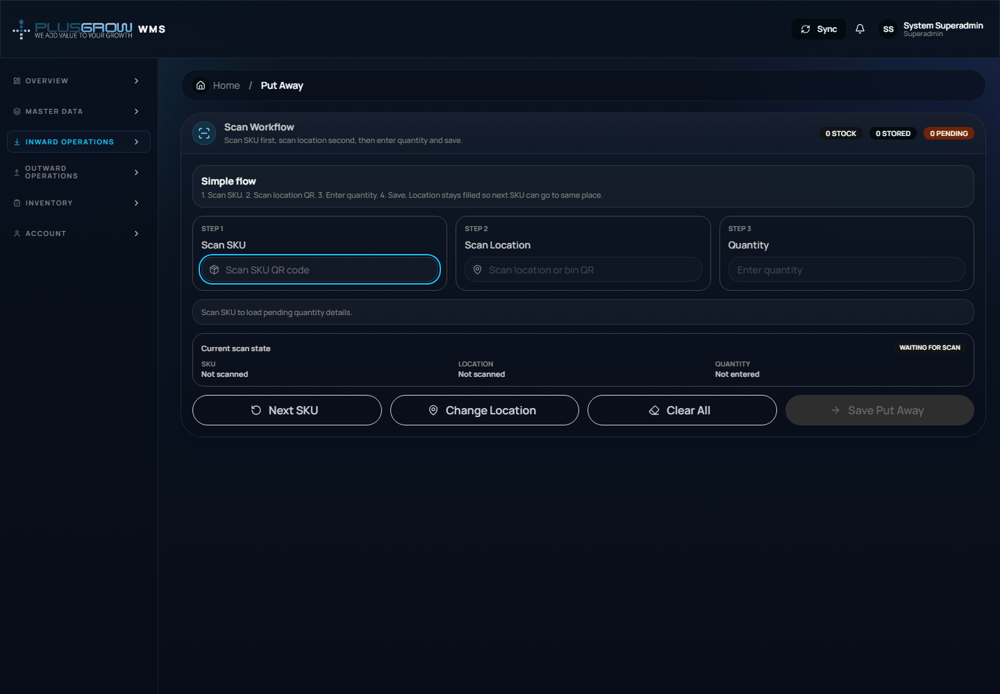 PLUSGROW WMS
WE ADD VALUE TO YOUR GROWTH
Sync
SS
System Superadmin
Superadmin
OVERVIEW
MASTER DATA
INWARD OPERATIONS
OUTWARD
OPERATIONS
INVENTORY
ACCOUNT
Home / Put Away
Scan Workflow
Scan SKU first, scan location second, then enter quantity and save.
0 STOCK
0 STORED
0 PENDING
Simple flow
1. Scan SKU. 2. Scan location QR. 3. Enter quantity. 4. Save. Location stays filled so next SKU can go to same place.
STEP 1
Scan SKU
Scan SKU QR code
STEP 2
Scan Location
Scan location or bin QR
STEP 3
Quantity
Enter quantity
Scan SKU to load pending quantity details.
Current scan state
WAITING FOR SCAN
SKU
Not scanned
LOCATION
Not scanned
QUANTITY
Not entered
Next SKU
Change Location
Clear All
Save Put Away